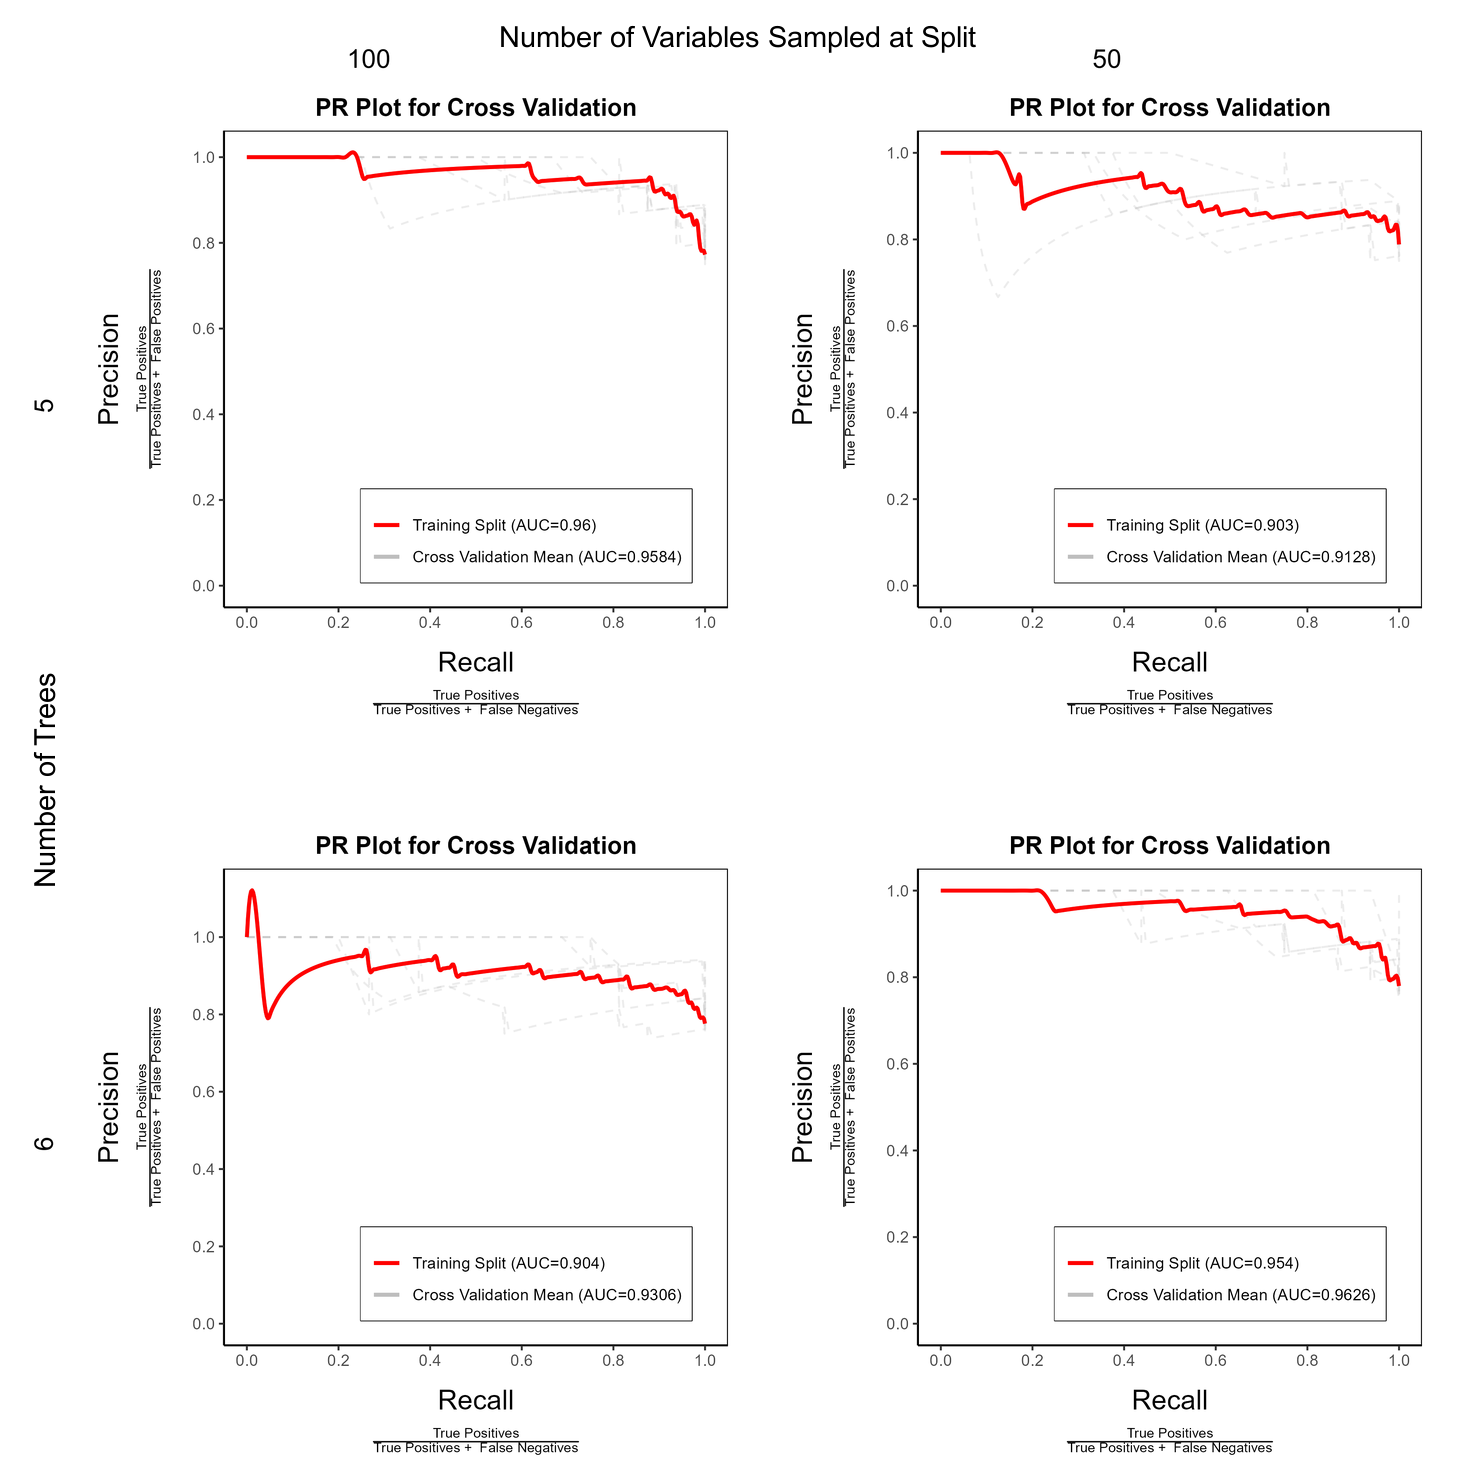 Number of Variables Sampled at Split
100
50
PR Plot for Cross Validation
1.0
0.8
0.6
0.4
0.2
0.0
Precision
True Positives
True Positives + False Positives
Training Split (AUC=0.96)
Cross Validation Mean (AUC=0.9584)
0.0 0.2 0.4 0.6 0.8 1.0
Recall
True Positives
True Positives + False Negatives
PR Plot for Cross Validation
1.0
0.8
0.6
0.4
0.2
0.0
Precision
True Positives
True Positives + False Positives
Training Split (AUC=0.903)
Cross Validation Mean (AUC=0.9128)
0.0 0.2 0.4 0.6 0.8 1.0
Recall
True Positives
True Positives + False Negatives
5
Number of Trees
6
PR Plot for Cross Validation
1.0
0.8
0.6
0.4
0.2
0.0
Precision
True Positives
True Positives + False Positives
Training Split (AUC=0.904)
Cross Validation Mean (AUC=0.9306)
0.0 0.2 0.4 0.6 0.8 1.0
Recall
True Positives
True Positives + False Negatives
PR Plot for Cross Validation
1.0
0.8
0.6
0.4
0.2
0.0
Precision
True Positives
True Positives + False Positives
Training Split (AUC=0.954)
Cross Validation Mean (AUC=0.9626)
0.0 0.2 0.4 0.6 0.8 1.0
Recall
True Positives
True Positives + False Negatives